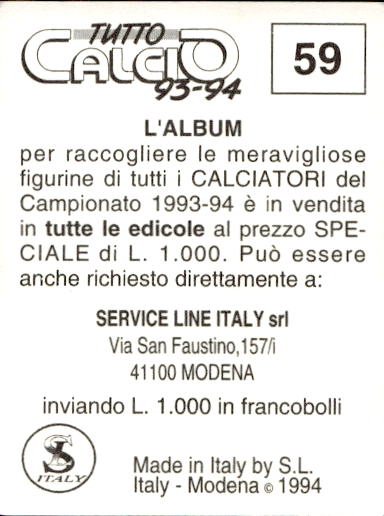 TUTTO
CALCIO
93-94
59
L'ALBUM
per raccogliere le meravigliose
figurine di tutti i CALCIATORI del
Campionato 1993-94 è in vendita
in tutte le edicole al prezzo SPE-
CIALE di L. 1.000. Può essere
anche richiesto direttamente a:
SERVICE LINE ITALY srl
Via San Faustino,157/i
41100 MODENA
inviando L. 1.000 in francobolli
SL
ITALY
Made in Italy by S.L.
Italy - Modena © 1994